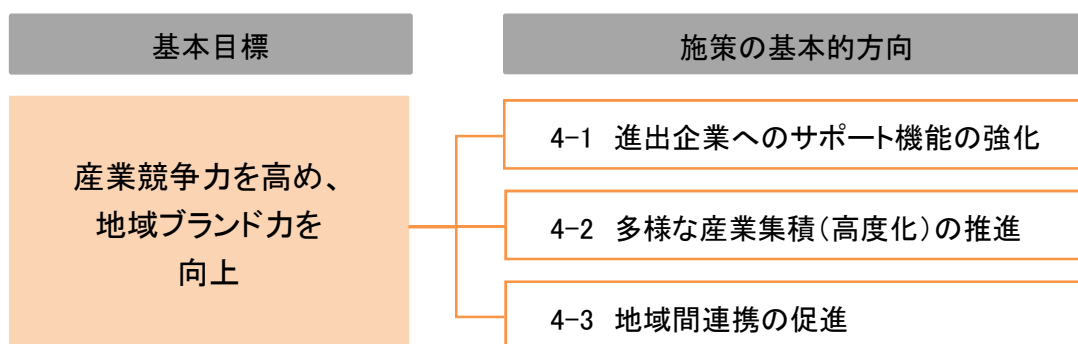 基本目標
施策の基本的方向
産業競争力を高め、
地域ブランド力を
向上
4-1 進出企業へのサポート機能の強化
4-2 多様な産業集積(高度化)の推進
4-3 地域間連携の促進